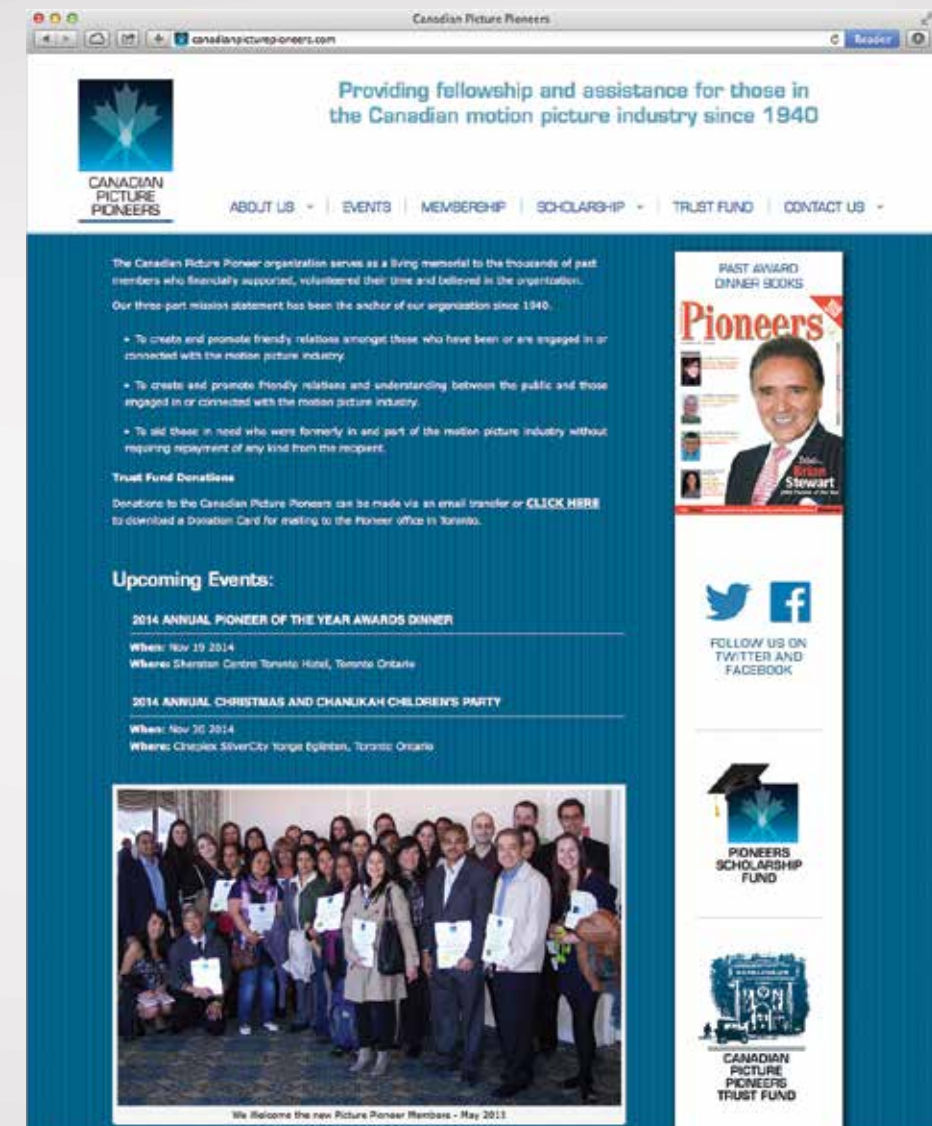 Canadian Picture Pioneers
canadianpicturepioneers.com
Reader
CANADIAN
PICTURE
PIONEERS
Providing fellowship and assistance for those in
the Canadian motion picture industry since 1940
ABOUT US
EVENTS
MEMBERSHIP
SCHOLARSHIP
TRUST FUND
CONTACT US
The Canadian Picture Pioneer organization serves as a living memorial to the thousands of past
members who financially supported, volunteered their time and believed in the organization.
Our three-part mission statement has been the anchor of our organization since 1940.
• To create and promote friendly relations amongst those who have been or are engaged in or
connected with the motion picture industry.
• To create and promote friendly relations and understanding between the public and those
engaged in or connected with the motion picture industry.
• To aid those in need who were formerly in and part of the motion picture industry without
requiring repayment of any kind from the recipient.
Trust Fund Donations
Donations to the Canadian Picture Pioneers can be made via an email transfer or CLICK HERE
to download a Donation Card for mailing to the Pioneer office in Toronto.
Upcoming Events:
2014 ANNUAL PIONEER OF THE YEAR AWARDS DINNER
When: Nov 19 2014
Where: Sheraton Centre Toronto Hotel, Toronto Ontario
2014 ANNUAL CHRISTMAS AND CHANUKAH CHILDREN'S PARTY
When: Nov 30 2014
Where: Cineplex SilverCity Yonge Eglinton, Toronto Ontario
We Welcome the new Picture Pioneer Members - May 2013
PAST AWARD
DINNER BOOKS
Pioneers
Brian
Stewart
FOLLOW US ON
TWITTER AND
FACEBOOK
PIONEERS
SCHOLARSHIP
FUND
CANADIAN
PICTURE
PIONEERS
TRUST FUND